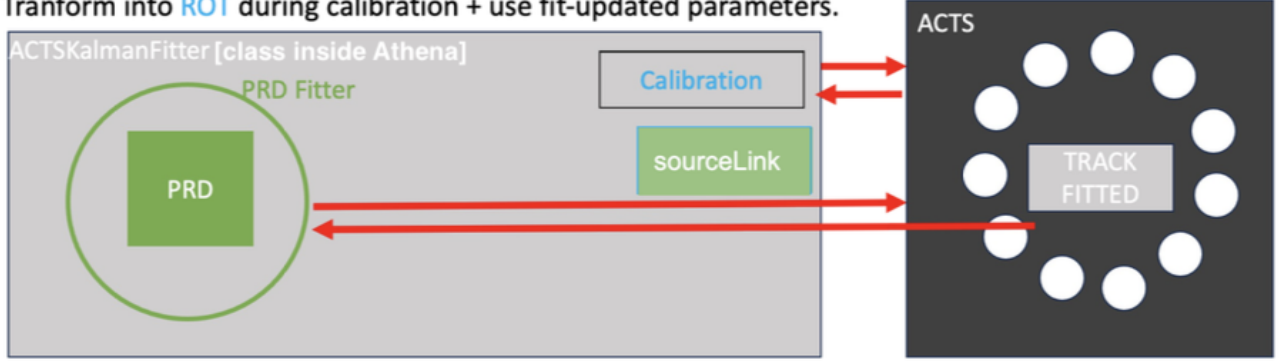 Tranform into ROT during calibration + use fit-updated parameters.
ACTSKalmanFitter [class inside Athena]
PRD Fitter
Calibration
sourceLink
PRD
ACTS
TRACK
FITTED